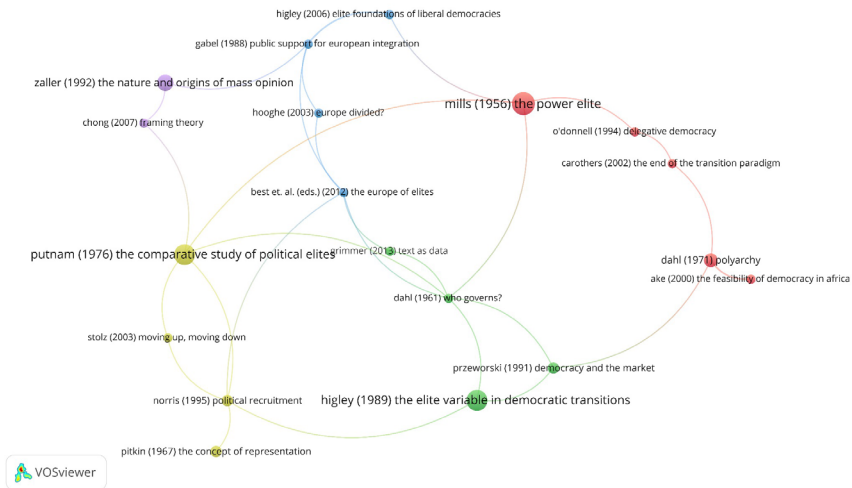 higley (2006) elite foundations of liberal democracies
gabel (1988) public support for european integration
zaller (1992) the nature and origins of mass opinion
mills (1956) the power elite
hooghe (2003) europe divided?
chong (2007) framing theory
o'donnell (1994) delegative democracy
carothers (2002) the end of the transition paradigm
best et. al. (eds.) (2012) the europe of elites
putnam (1976) the comparative study of political elites
grimmer (2013) text as data
dahl (1971) polyarchy
ake (2000) the feasibility of democracy in africa
dahl (1961) who governs?
stolz (2003) moving up, moving down
przeworski (1991) democracy and the market
norris (1995) political recruitment
higley (1989) the elite variable in democratic transitions
pitkin (1967) the concept of representation
VOSviewer